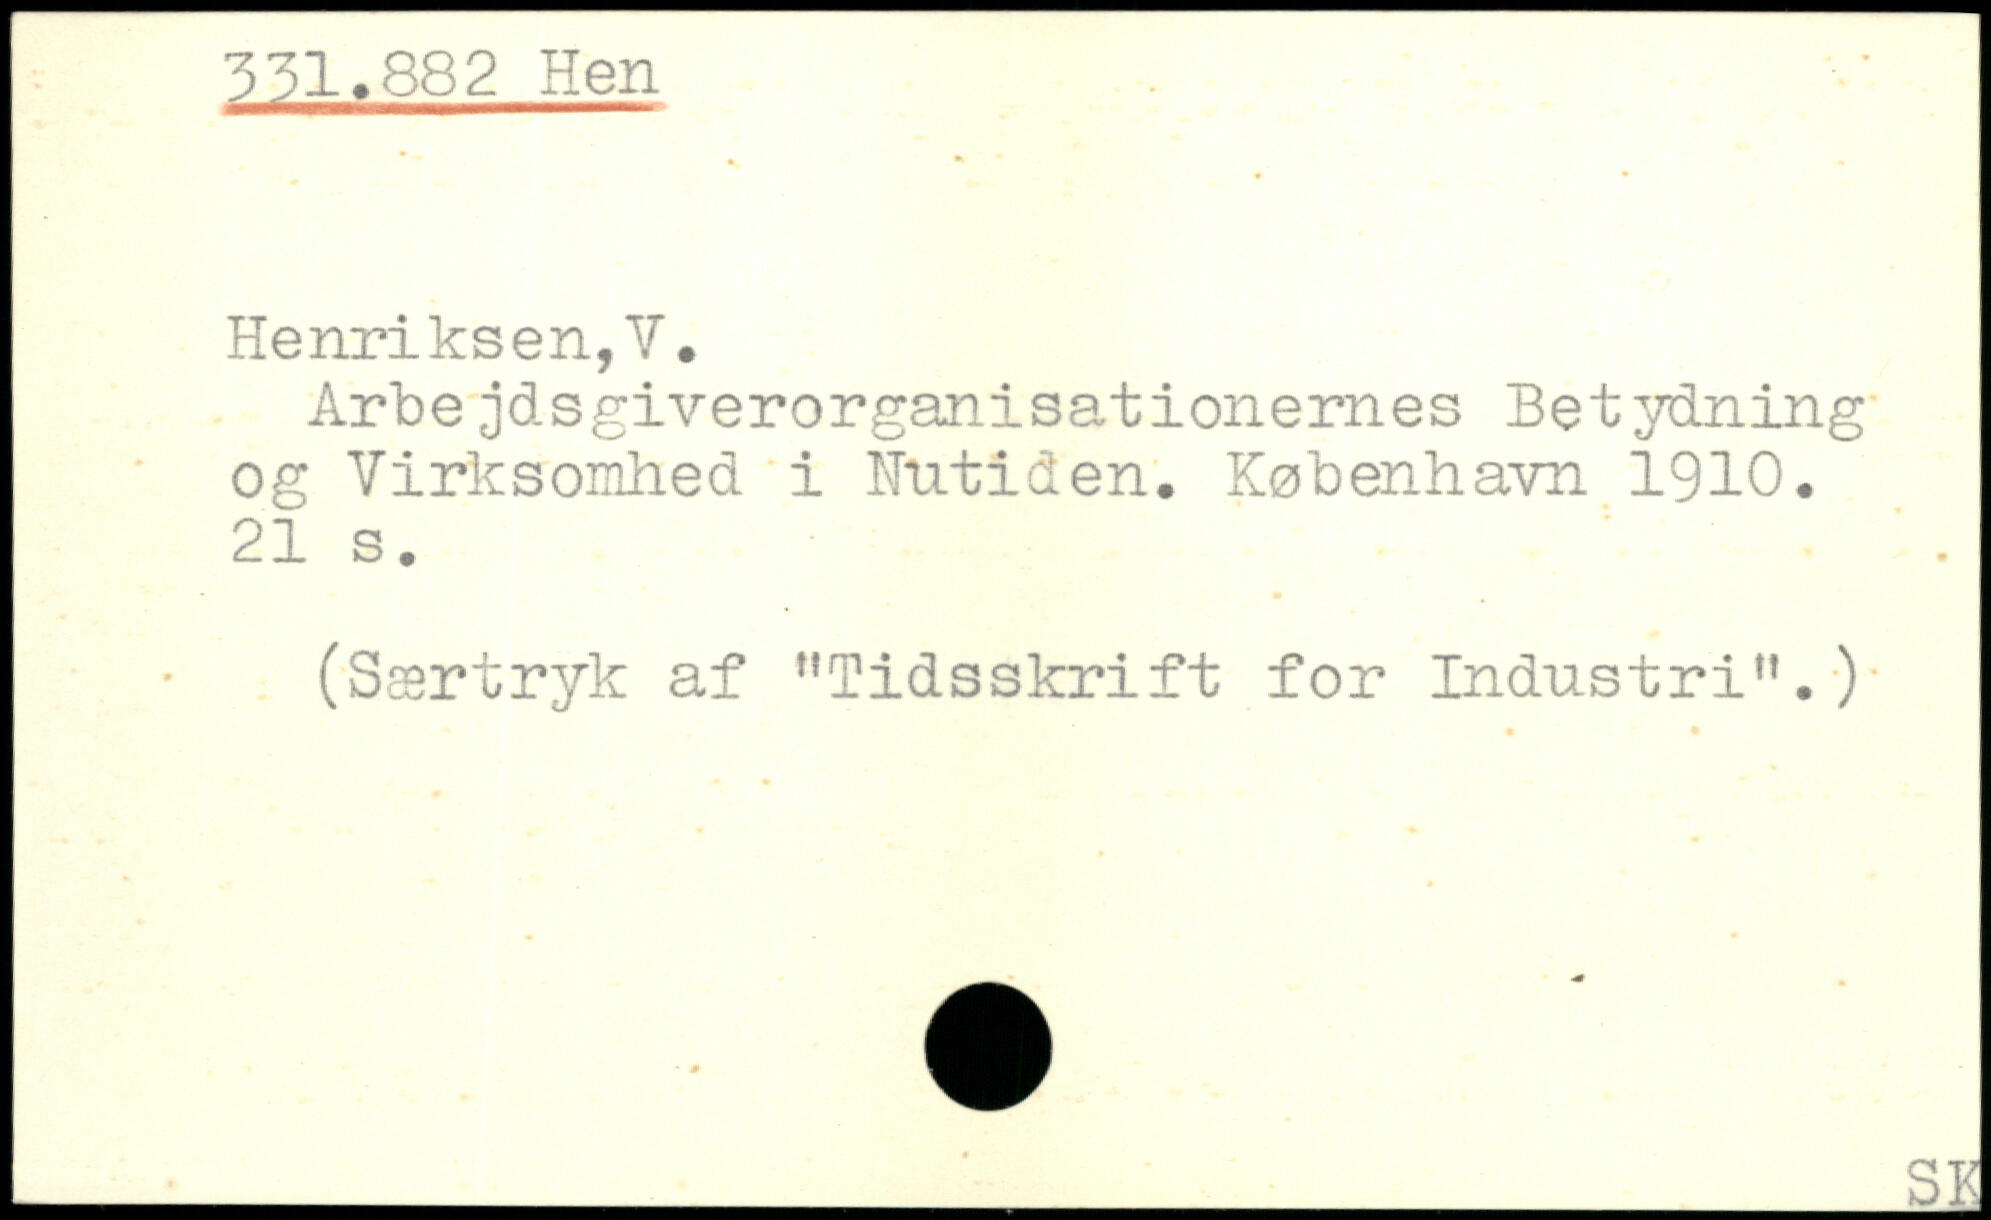 331.882 Hen
Henriksen,V.
Arbejdsgiverorganisationernes Betydning
og Virksomhed i Nutiden. København 1910.
21 s.
(Særtryk af "Tidsskrift for Industri".)
SK